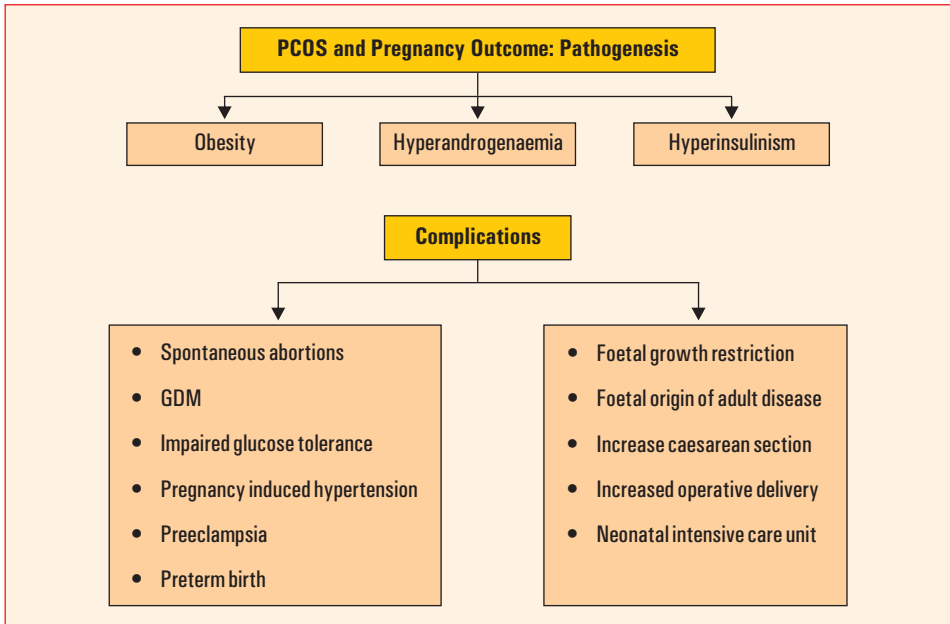 PCOS and Pregnancy Outcome: Pathogenesis
Obesity
Hyperandrogenaemia
Hyperinsulinism
Complications
• Spontaneous abortions
• GDM
• Impaired glucose tolerance
• Pregnancy induced hypertension
• Preeclampsia
• Preterm birth
• Foetal growth restriction
• Foetal origin of adult disease
• Increase caesarean section
• Increased operative delivery
• Neonatal intensive care unit